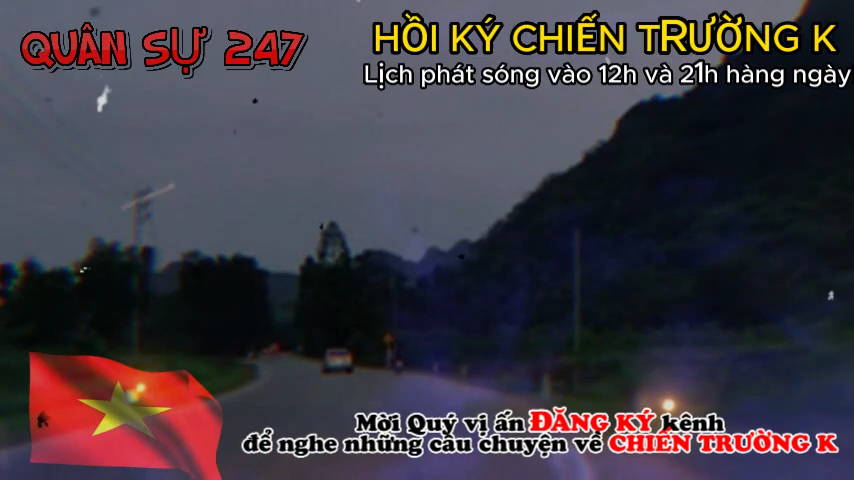 QUÂN SỰ 247
HỒI KÝ CHIẾN TRƯỜNG K
Lịch phát sóng vào 12h và 21h hàng ngày
Mời Quý vị ấn ĐĂNG KÝ kênh
để nghe những câu chuyện về CHIẾN TRƯỜNG K